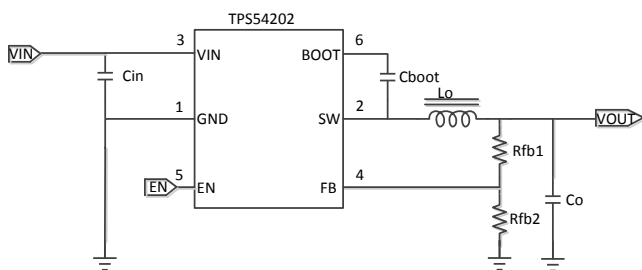 TPS54202
VIN
3
VIN
BOOT
6
Cin
Cboot
Lo
1
GND
SW
2
VOUT
Rfb1
EN
5
EN
FB
4
Rfb2
Co